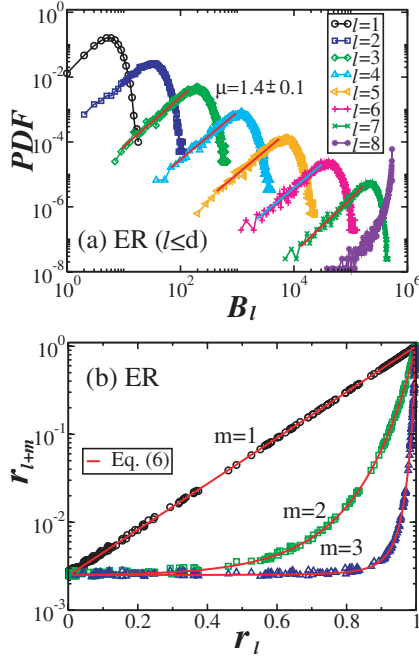 PDF
10⁰
10⁻²
10⁻⁴
10⁻⁶
10⁻⁸
μ=1.4±0.1
l=1
l=2
l=3
l=4
l=5
l=6
l=7
l=8
(a) ER (l≤d)
10⁰ 10² 10⁴ 10⁶
B_l
(b) ER
r_{l+m}
10⁰
10⁻¹
10⁻²
10⁻³
Eq. (6)
m=1
m=2
m=3
0 0.2 0.4 0.6 0.8 1
r_l